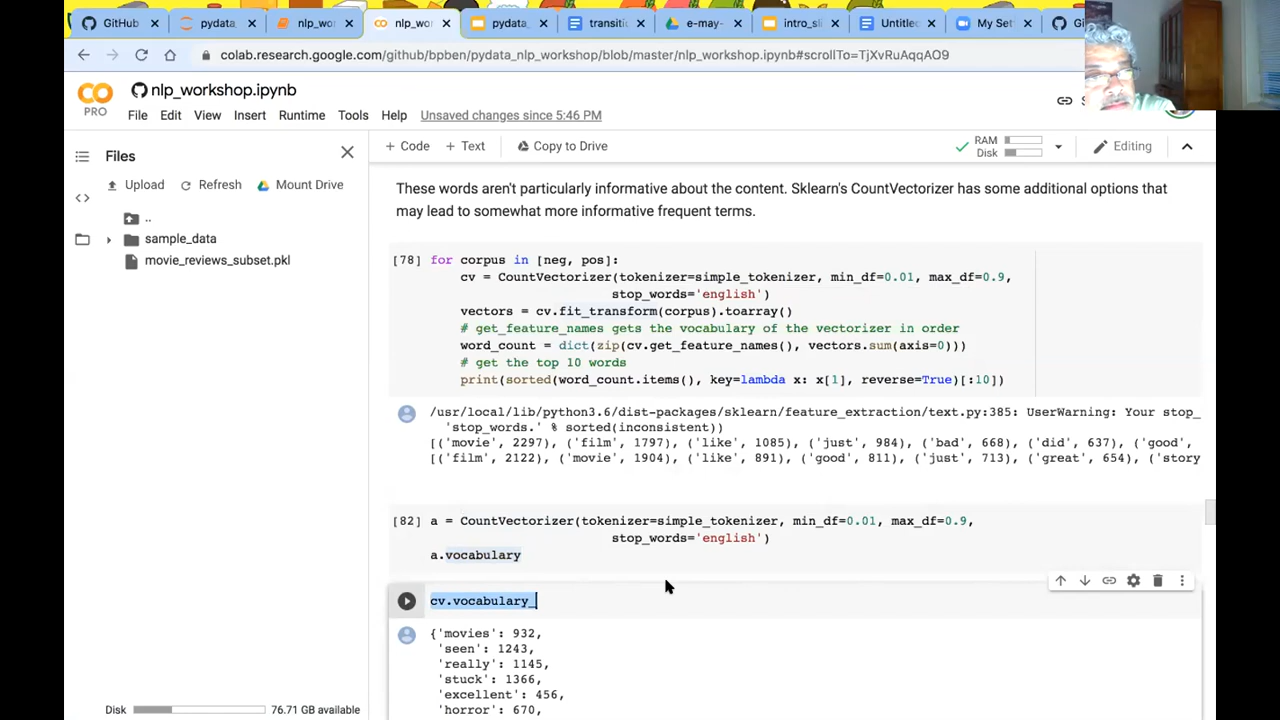 GitHub
pydata
nlp_wo
nlp_wo
pydata_
transiti
e-may-
intro_sl
Untitled
My Set
Gi
colab.research.google.com/github/bpben/pydata_nlp_workshop/blob/master/nlp_workshop.ipynb#scrollTo=TjXvRuAqqAO9
CO
PRO
nlp_workshop.ipynb
File Edit View Insert Runtime Tools Help Unsaved changes since 5:46 PM
Files
+ Code + Text Copy to Drive
RAM
Disk
Editing
Upload Refresh Mount Drive
..
sample_data
movie_reviews_subset.pkl
These words aren't particularly informative about the content. Sklearn's CountVectorizer has some additional options that
may lead to somewhat more informative frequent terms.
[78] for corpus in [neg, pos]:
cv = CountVectorizer(tokenizer=simple_tokenizer, min_df=0.01, max_df=0.9,
stop_words='english')
vectors = cv.fit_transform(corpus).toarray()
# get_feature_names gets the vocabulary of the vectorizer in order
word_count = dict(zip(cv.get_feature_names(), vectors.sum(axis=0)))
# get the top 10 words
print(sorted(word_count.items(), key=lambda x: x[1], reverse=True)[:10])
/usr/local/lib/python3.6/dist-packages/sklearn/feature_extraction/text.py:385: UserWarning: Your stop_
'stop_words.' % sorted(inconsistent))
[('movie', 2297), ('film', 1797), ('like', 1085), ('just', 984), ('bad', 668), ('did', 637), ('good',
[('film', 2122), ('movie', 1904), ('like', 891), ('good', 811), ('just', 713), ('great', 654), ('story
[82] a = CountVectorizer(tokenizer=simple_tokenizer, min_df=0.01, max_df=0.9,
stop_words='english')
a.vocabulary
cv.vocabulary_
{'movies': 932,
'seen': 1243,
'really': 1145,
'stuck': 1366,
'excellent': 456,
'horror': 670,
Disk 76.71 GB available